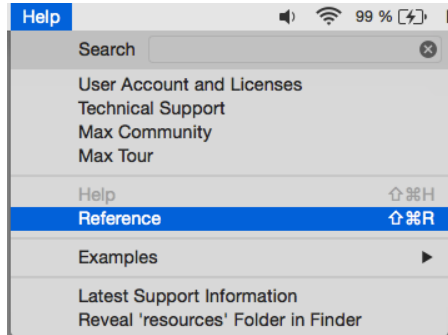 Help 99 %
Search
User Account and Licenses
Technical Support
Max Community
Max Tour
Help ⇧⌘H
Reference ⇧⌘R
Examples
Latest Support Information
Reveal 'resources' Folder in Finder